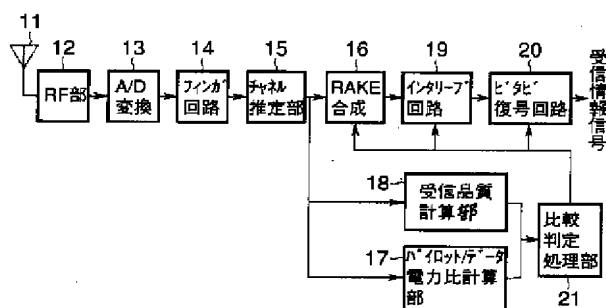 11
12
RF部
13
A/D
変換
14
フィンガ
回路
15
チャネル
推定部
16
RAKE
合成
19
インタリーブ
回路
20
ビタビ
復号回路
受信情報信号
18
受信品質
計算部
17
パイロット/データ
電力比計算
部
比較
判定
処理部
21